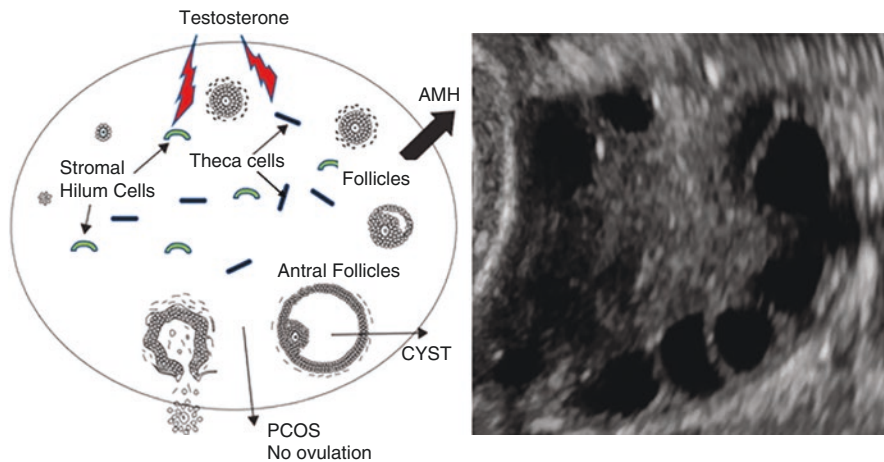 Testosterone
AMH
Stromal
Hilum Cells
Theca cells
Follicles
Antral Follicles
CYST
PCOS
No ovulation